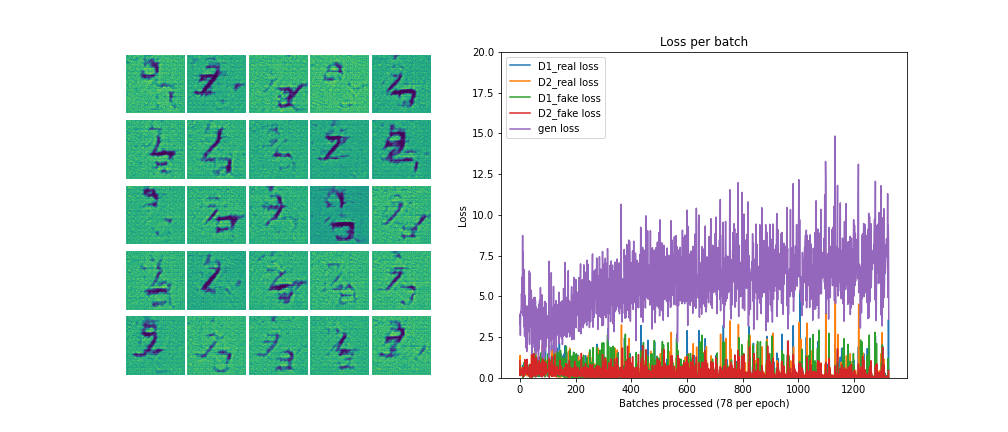 Loss per batch
20.0
17.5
15.0
12.5
10.0
7.5
5.0
2.5
0.0
Loss
D1_real loss
D2_real loss
D1_fake loss
D2_fake loss
gen loss
0 200 400 600 800 1000 1200
Batches processed (78 per epoch)